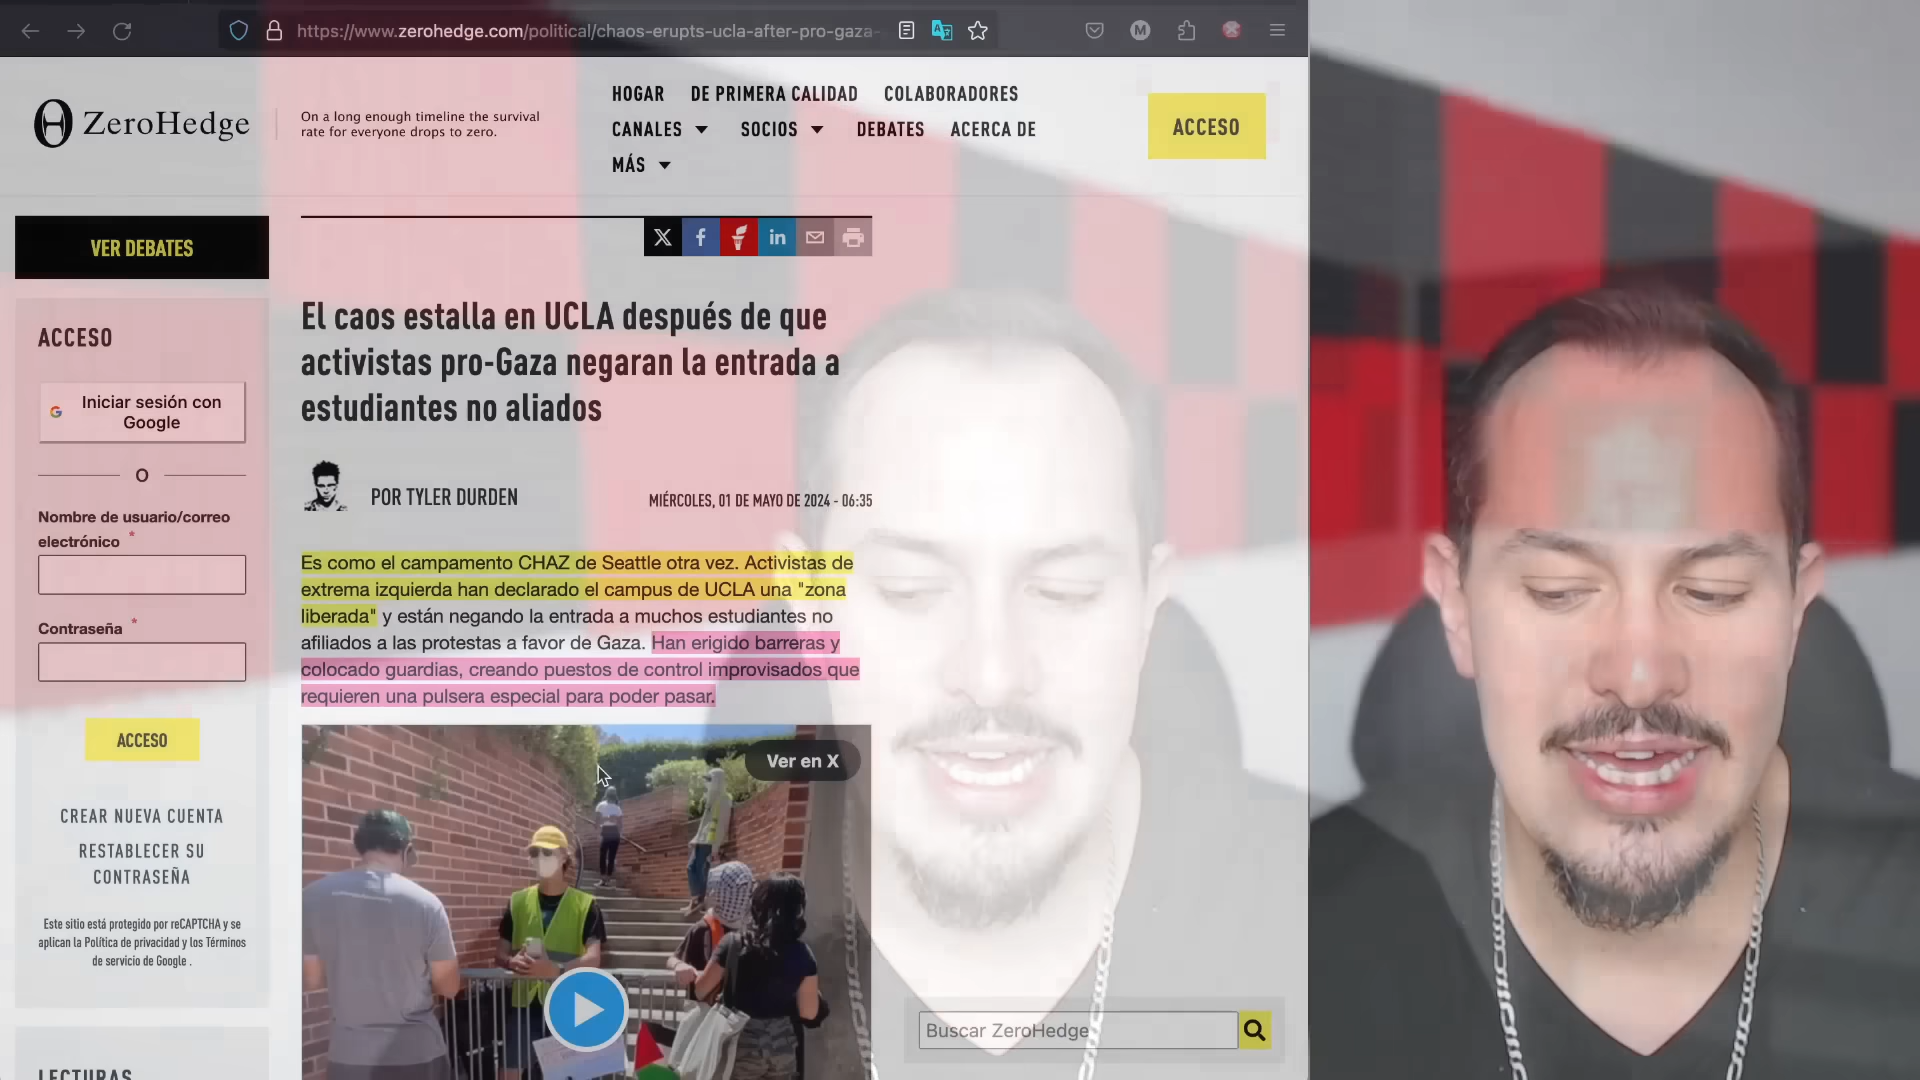 https://www.zerohedge.com/political/chaos-erupts-ucla-after-pro-gaza-
M
ZeroHedge
On a long enough timeline the survival
rate for everyone drops to zero.
HOGAR DE PRIMERA CALIDAD COLABORADORES
CANALES SOCIOS DEBATES ACERCA DE
MÁS
ACCESO
VER DEBATES
ACCESO
Iniciar sesión con
Google
O
Nombre de usuario/correo
electrónico *
Contraseña *
ACCESO
CREAR NUEVA CUENTA
RESTABLECER SU
CONTRASEÑA
Este sitio está protegido por reCAPTCHA y se
aplican la Política de privacidad y los Términos
de servicio de Google .
LECTURAS
El caos estalla en UCLA después de que
activistas pro-Gaza negaran la entrada a
estudiantes no aliados
POR TYLER DURDEN
MIÉRCOLES, 01 DE MAYO DE 2024 - 06:35
Es como el campamento CHAZ de Seattle otra vez. Activistas de
extrema izquierda han declarado el campus de UCLA una "zona
liberada" y están negando la entrada a muchos estudiantes no
afiliados a las protestas a favor de Gaza. Han erigido barreras y
colocado guardias, creando puestos de control improvisados que
requieren una pulsera especial para poder pasar.
Ver en X
Buscar ZeroHedge